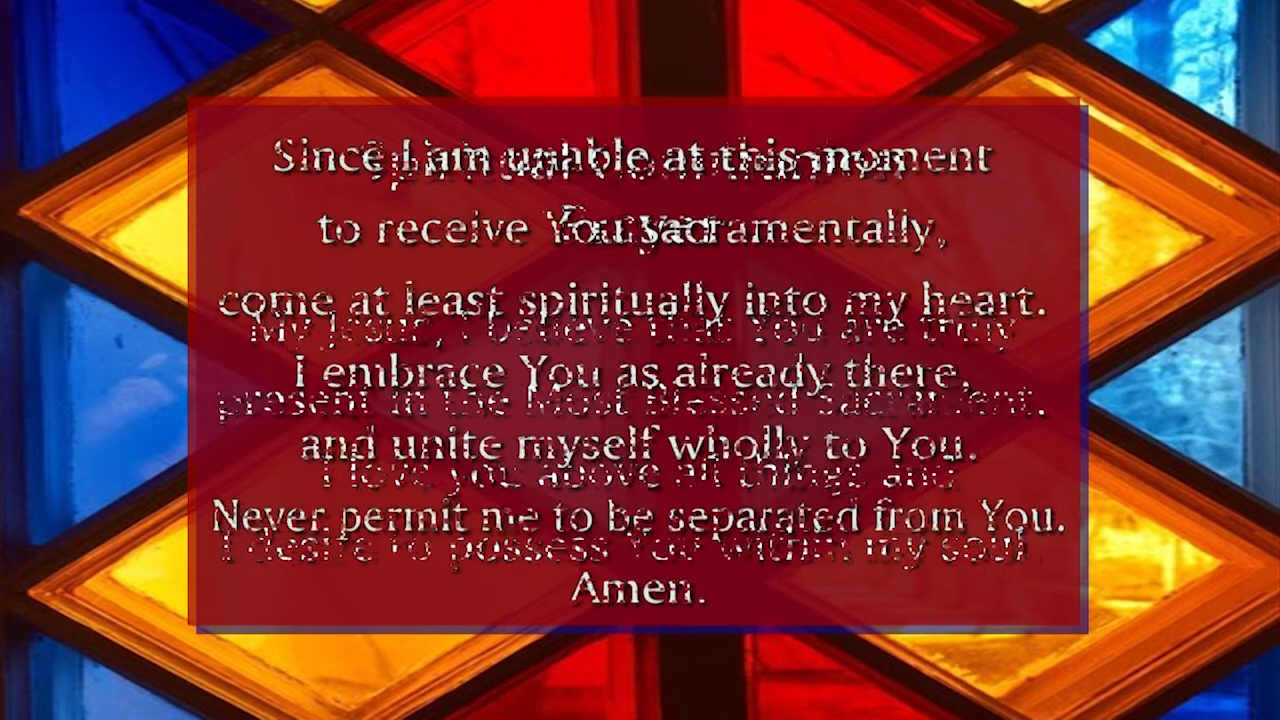 Since I am unable at this moment
Spiritual Communion
to receive You sacramentally,
Prayer
come at least spiritually into my heart.
My Jesus, I believe that You are truly
I embrace You as already there,
present in the Most Blessed Sacrament.
and unite myself wholly to You.
I love you above all things and
Never permit me to be separated from You.
I desire to possess You within my soul.
Amen.